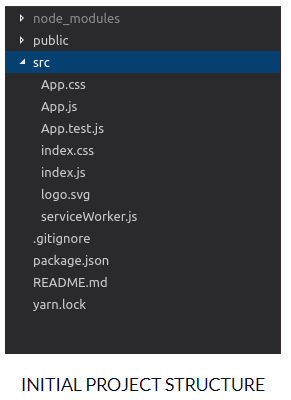 node_modules
public
src
App.css
App.js
App.test.js
index.css
index.js
logo.svg
serviceWorker.js
.gitignore
package.json
README.md
yarn.lock
INITIAL PROJECT STRUCTURE